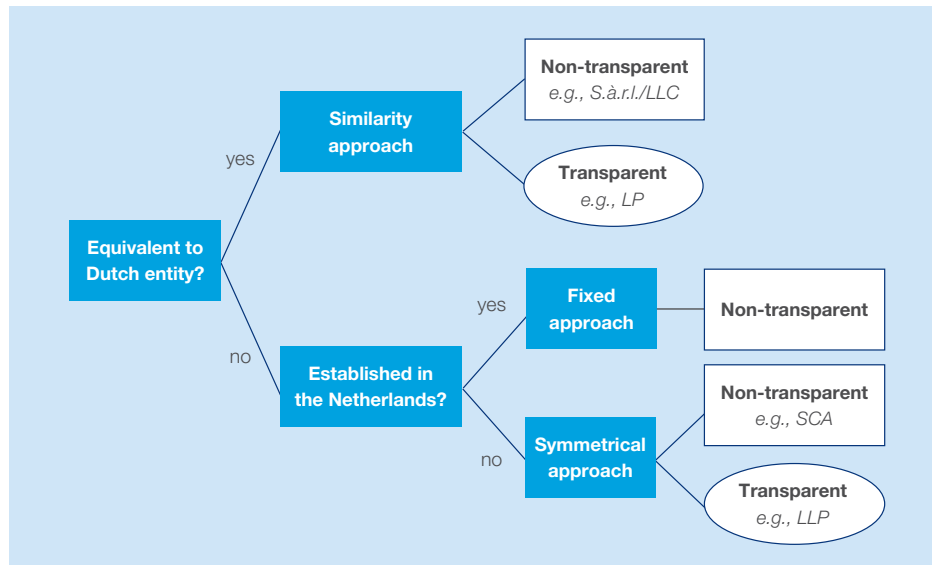 Equivalent to
Dutch entity?
yes
Similarity
approach
Non-transparent
e.g., S.à.r.l./LLC
Transparent
e.g., LP
no
Established in
the Netherlands?
yes
Fixed
approach
Non-transparent
no
Symmetrical
approach
Non-transparent
e.g., SCA
Transparent
e.g., LLP